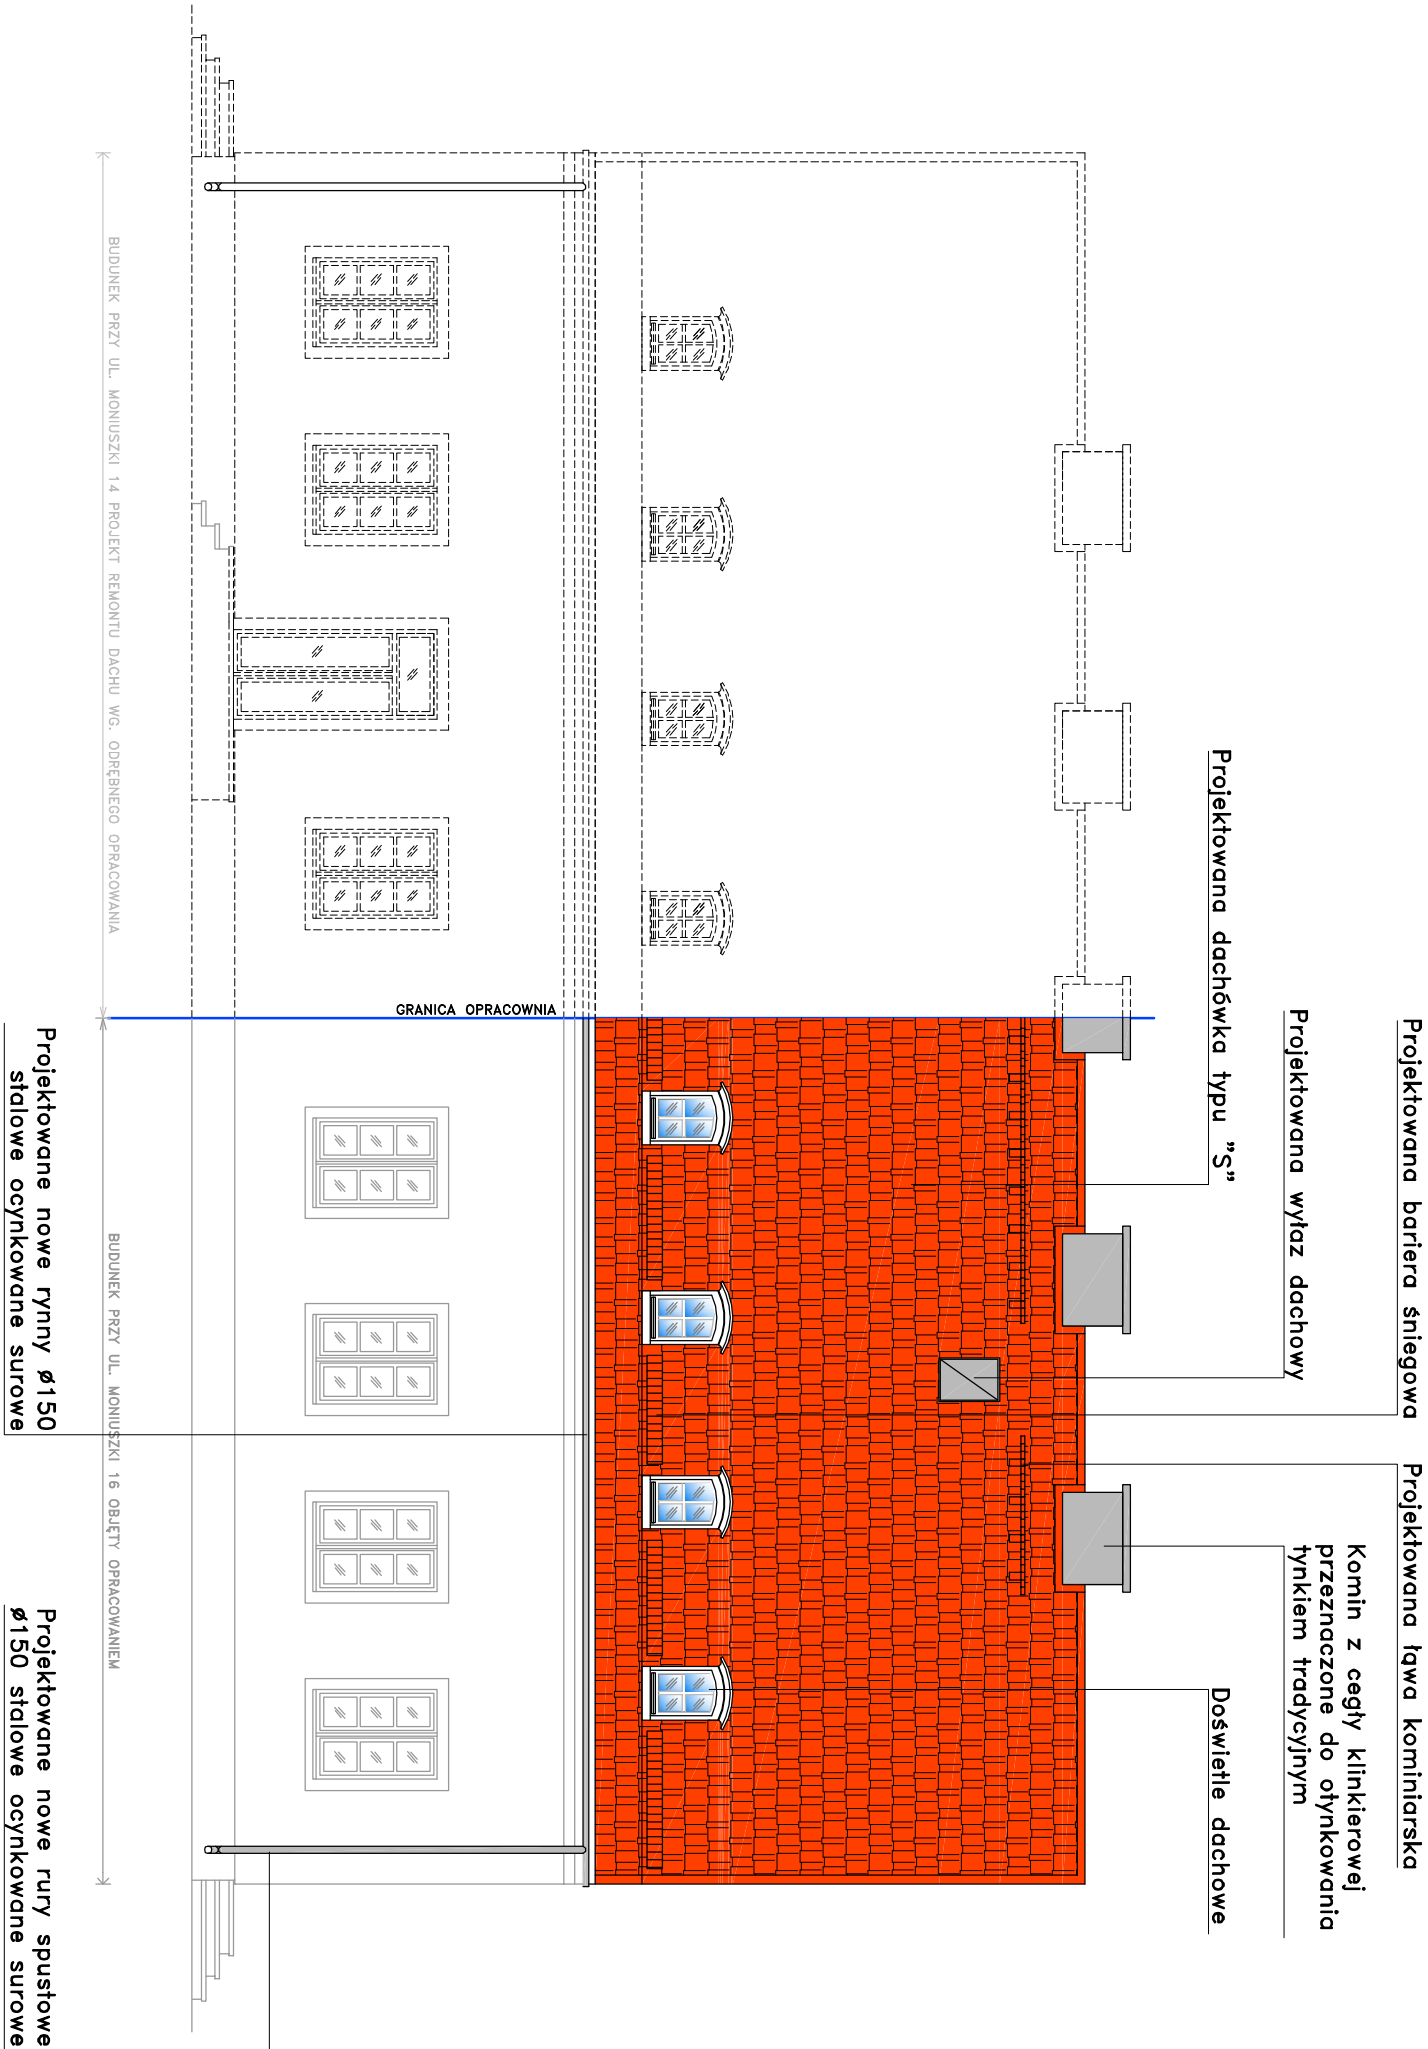 Projektowana bariera śniegowa
Projektowana ława kominiarska
Komin z cegły klinkierowej
przeznaczone do otynkowania
tynkiem tradycyjnym
Projektowana wyłaz dachowy
Projektowana dachówka typu "S"
Doświetle dachowe
GRANICA OPRACOWNIA
BUDUNEK PRZY UL. MONIUSZKI 14 PROJEKT REMONTU DACHU WG. ODRĘBNEGO OPRACOWANIA
BUDUNEK PRZY UL. MONIUSZKI 16 OBJĘTY OPRACOWANIEM
Projektowane nowe rynny ø150
stalowe ocynkowane surowe
Projektowane nowe rury spustowe
ø150 stalowe ocynkowane surowe